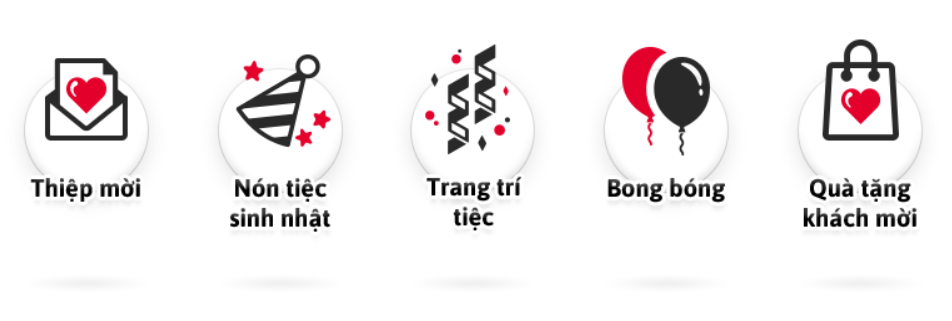 Thiệp mời
Nón tiệc
sinh nhật
Trang trí
tiệc
Bong bóng
Quà tặng
khách mời